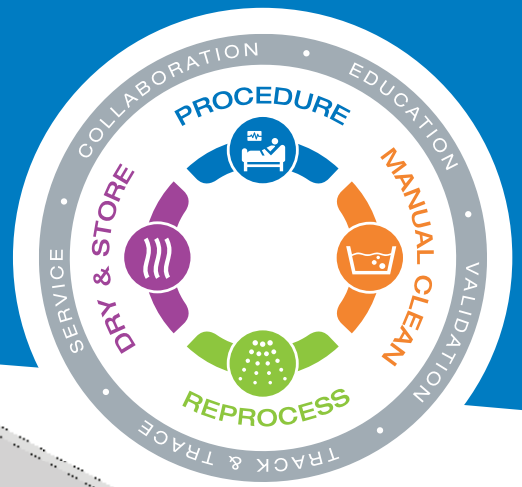 COLLABORATION • EDUCATION • VALIDATION • TRACK & TRACE • SERVICE •
PROCEDURE
MANUAL CLEAN
REPROCESS
DRY & STORE